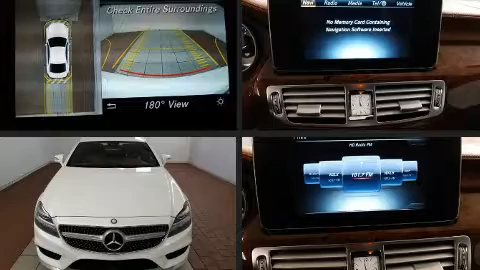 Check Entire Surroundings
180° View
Navi Radio Media Tel/ Vehicle
No Memory Card Containing
Navigation Software Inserted
HD Radio FM
101.7 FM